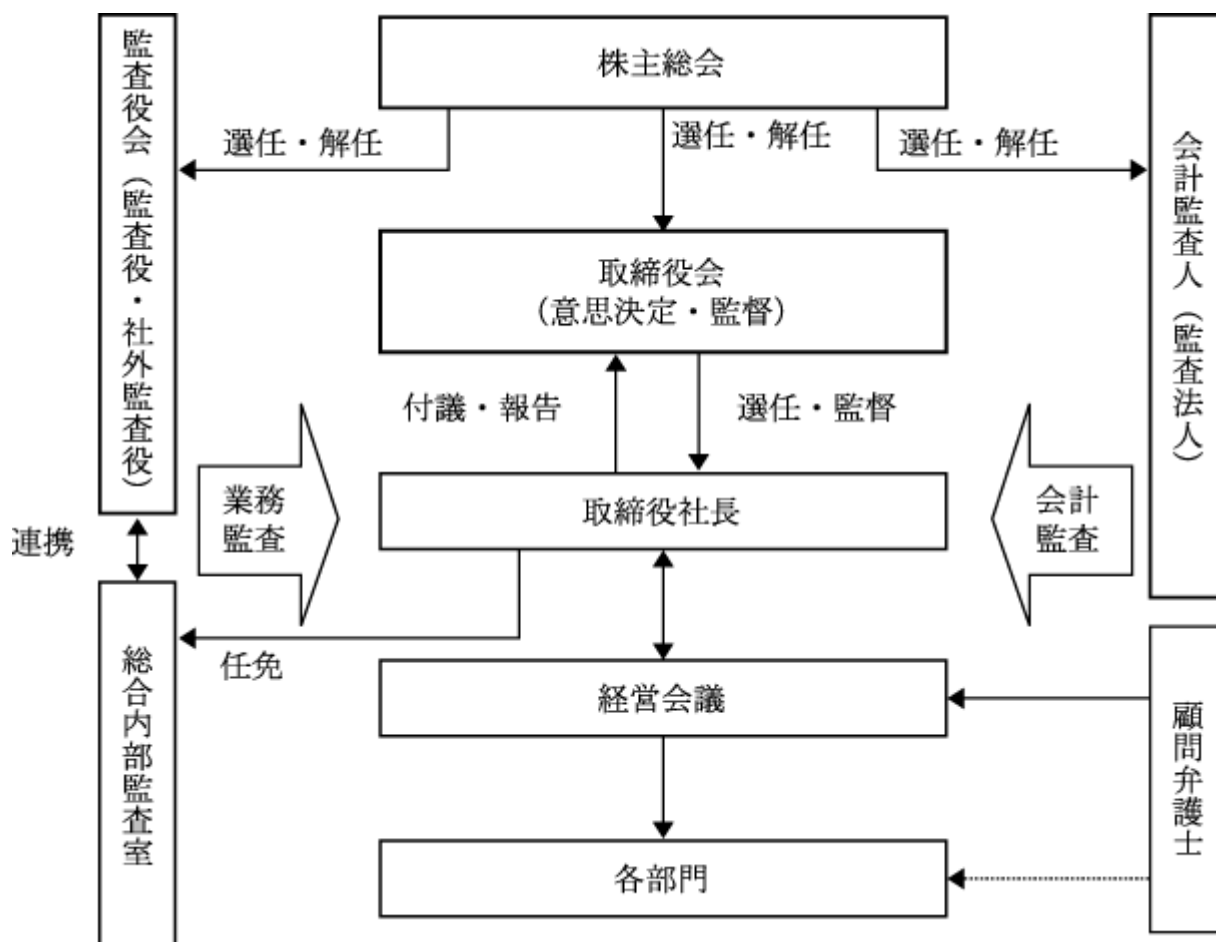 株主総会
選任・解任
選任・解任
選任・解任
監査役会（監査役・社外監査役）
会計監査人（監査法人）
取締役会
（意思決定・監督）
付議・報告
選任・監督
業務
監査
取締役社長
会計
監査
連携
任免
総合内部監査室
経営会議
顧問弁護士
各部門